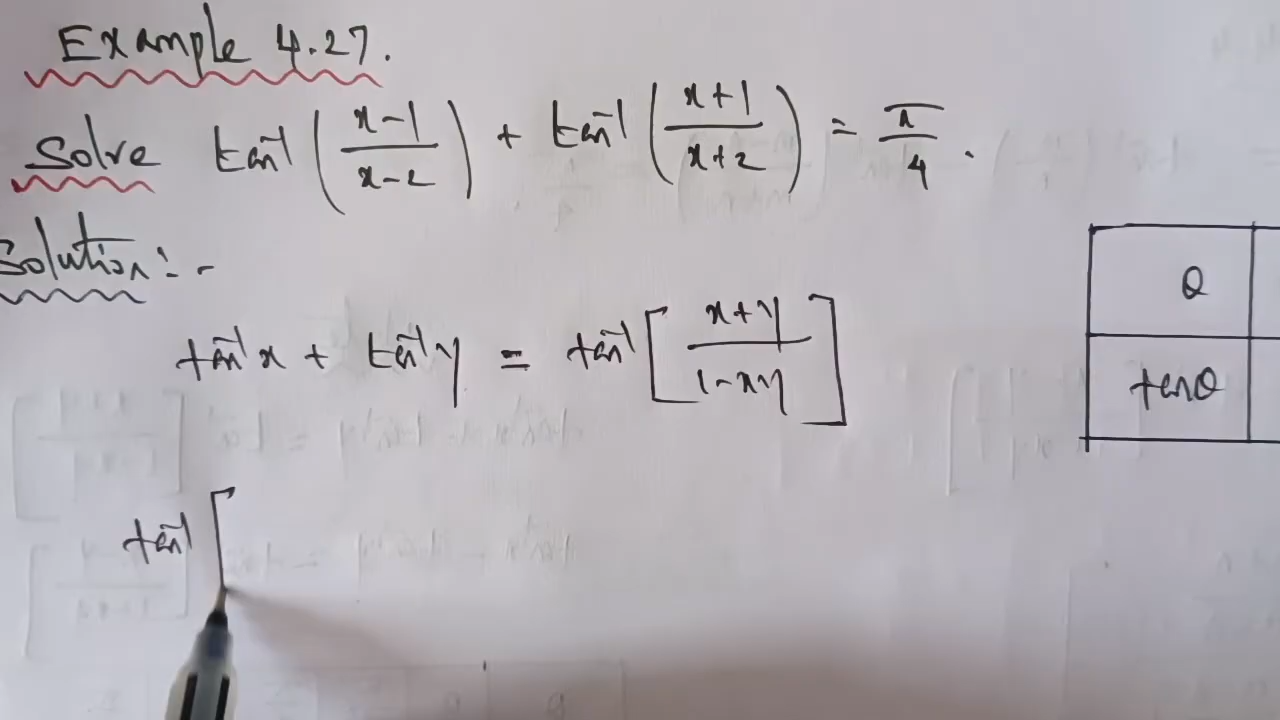 Example 4.27.
Solve tan⁻¹((x-1)/(x-2)) + tan⁻¹((x+1)/(x+2)) = π/4.
Solution:-
tan⁻¹x + tan⁻¹y = tan⁻¹[(x+y)/(1-xy)]
θ
tanθ
tan⁻¹[